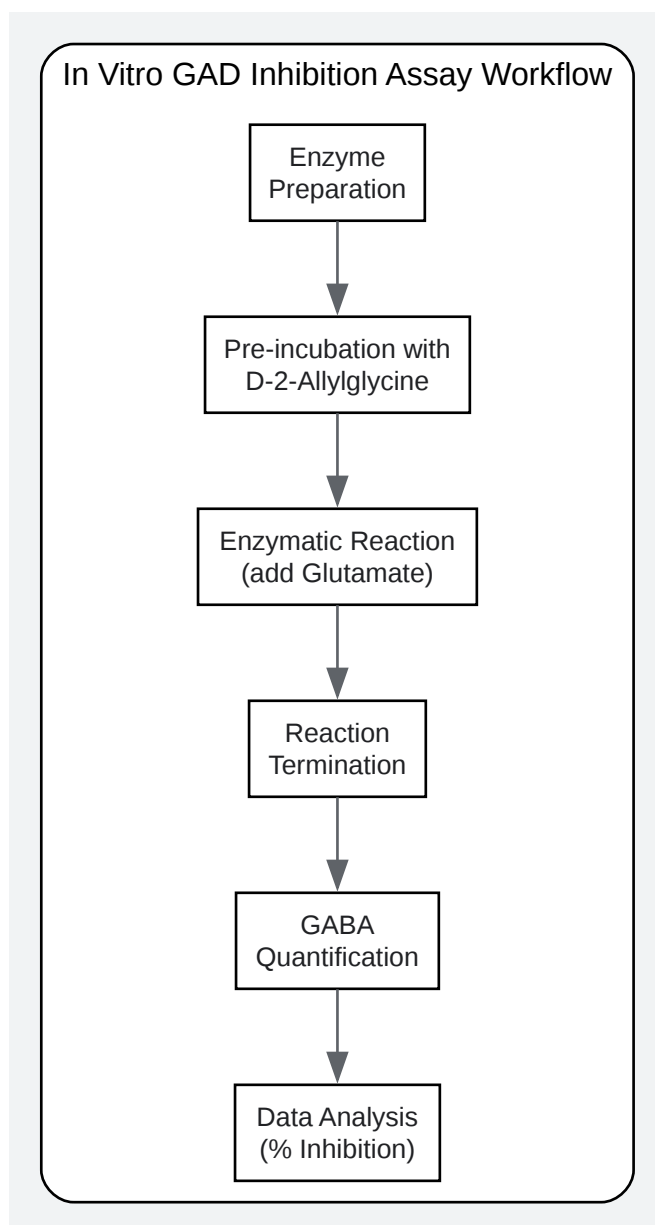 In Vitro GAD Inhibition Assay Workflow
Enzyme
Preparation
Pre-incubation with
D-2-Allylglycine
Enzymatic Reaction
(add Glutamate)
Reaction
Termination
GABA
Quantification
Data Analysis
(% Inhibition)